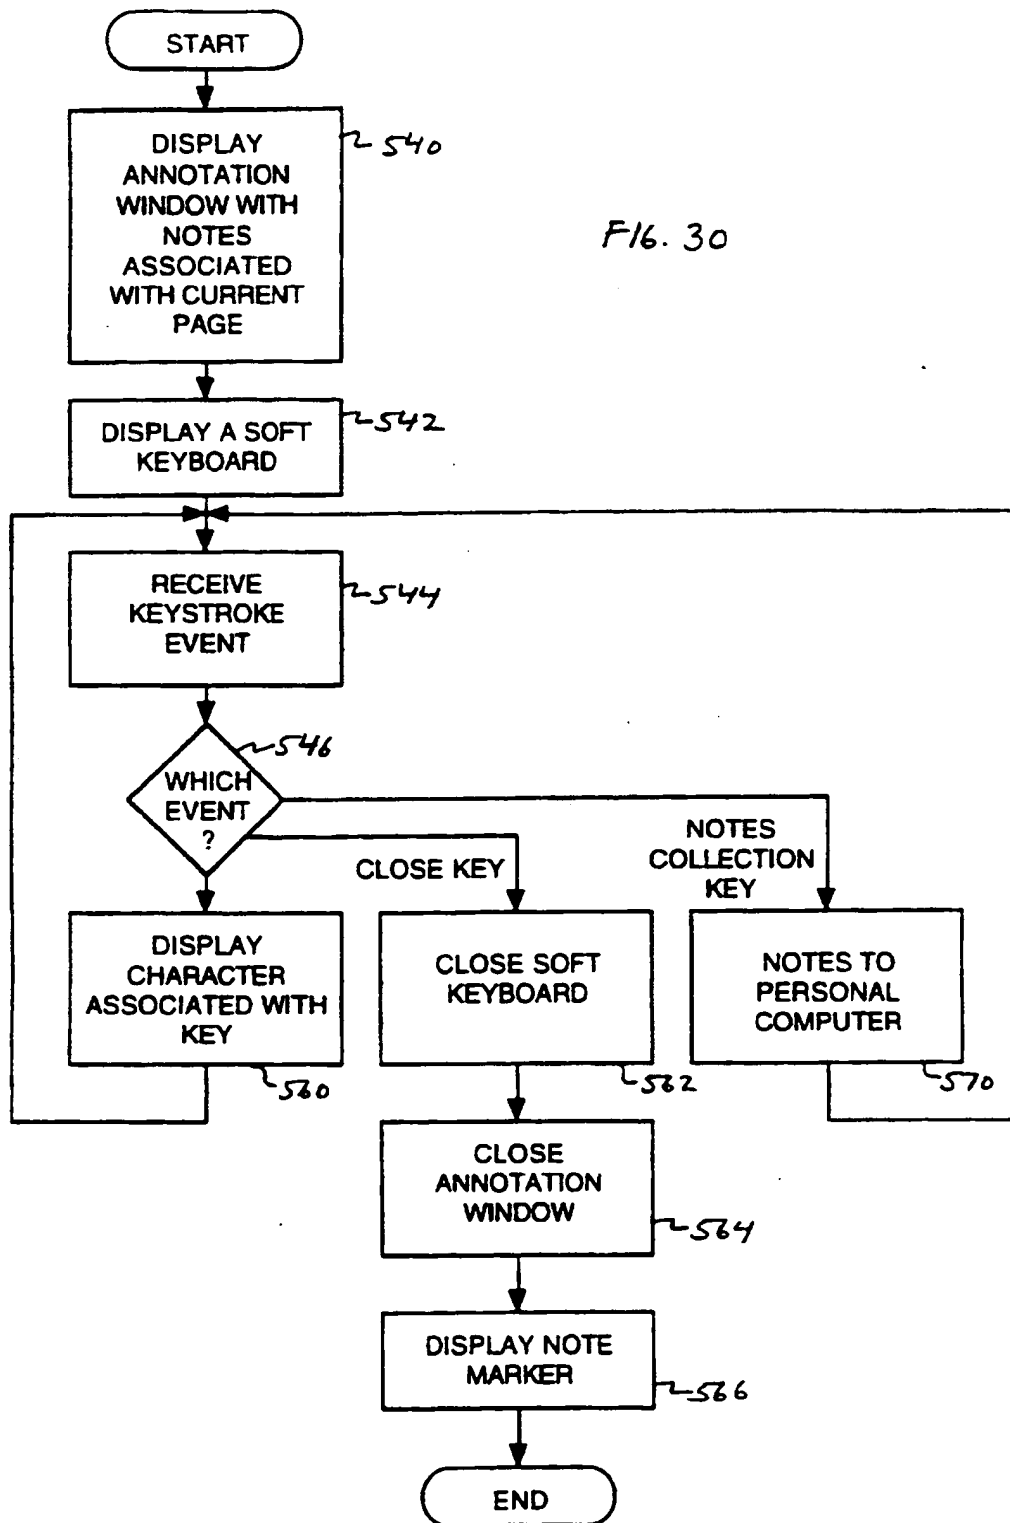 START
DISPLAY
ANNOTATION
WINDOW WITH
NOTES
ASSOCIATED
WITH CURRENT
PAGE
540
FIG. 30
DISPLAY A SOFT
KEYBOARD
542
RECEIVE
KEYSTROKE
EVENT
544
WHICH
EVENT
?
546
CLOSE KEY
NOTES
COLLECTION
KEY
DISPLAY
CHARACTER
ASSOCIATED WITH
KEY
560
CLOSE SOFT
KEYBOARD
562
NOTES TO
PERSONAL
COMPUTER
570
CLOSE
ANNOTATION
WINDOW
564
DISPLAY NOTE
MARKER
566
END